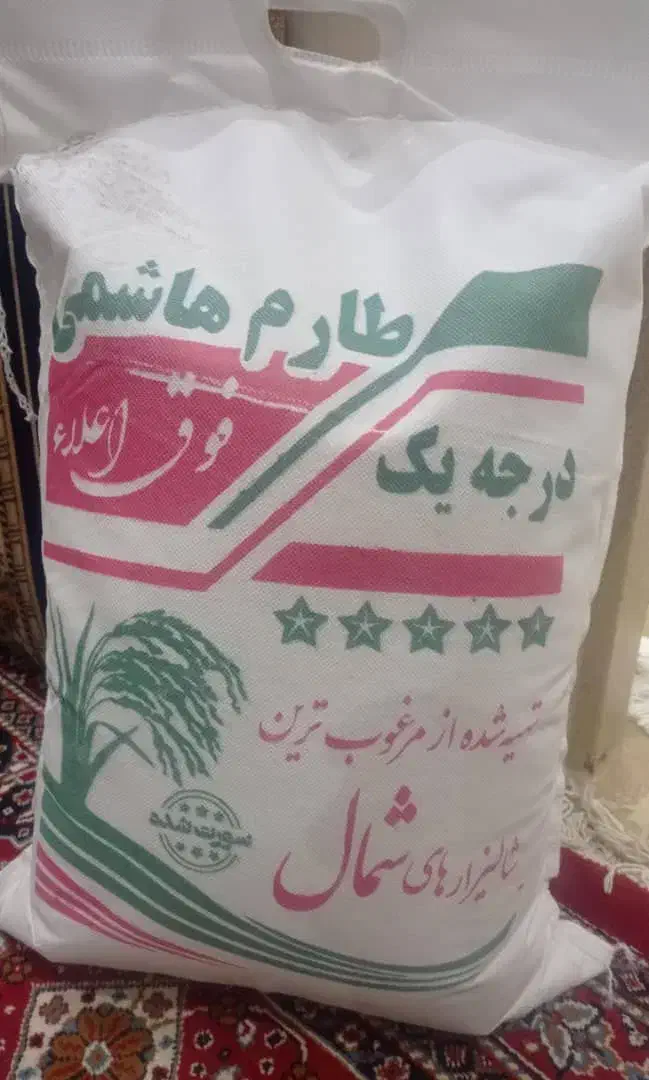 طارم هاشمی
فوق اعلاء
درجه یک
تهیه شده از مرغوب ترین
شالیزارهای شمال
سورت شده